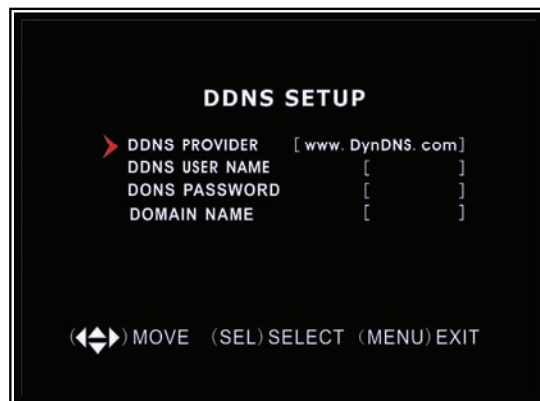 DDNS SETUP
DDNS PROVIDER [www. DynDNS. com]
DDNS USER NAME [ ]
DONS PASSWORD [ ]
DOMAIN NAME [ ]
( ) MOVE (SEL) SELECT (MENU) EXIT